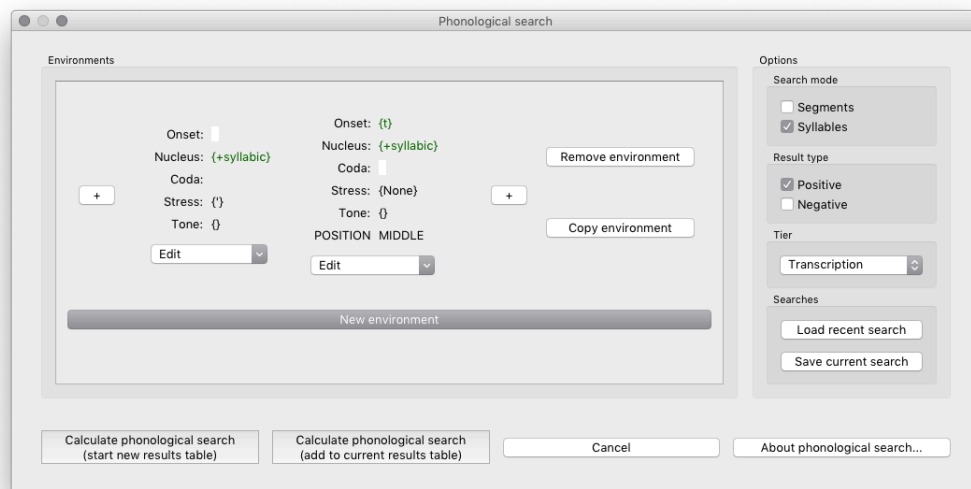 Phonological search
Environments
+
Onset:
Nucleus: {+syllabic}
Coda:
Stress: {'}
Tone: {}
Edit
Onset: {t}
Nucleus: {+syllabic}
Coda:
Stress: {None}
Tone: {}
POSITION MIDDLE
Edit
+
Remove environment
Copy environment
New environment
Options
Search mode
Segments
Syllables
Result type
Positive
Negative
Tier
Transcription
Searches
Load recent search
Save current search
Calculate phonological search
(start new results table)
Calculate phonological search
(add to current results table)
Cancel
About phonological search...